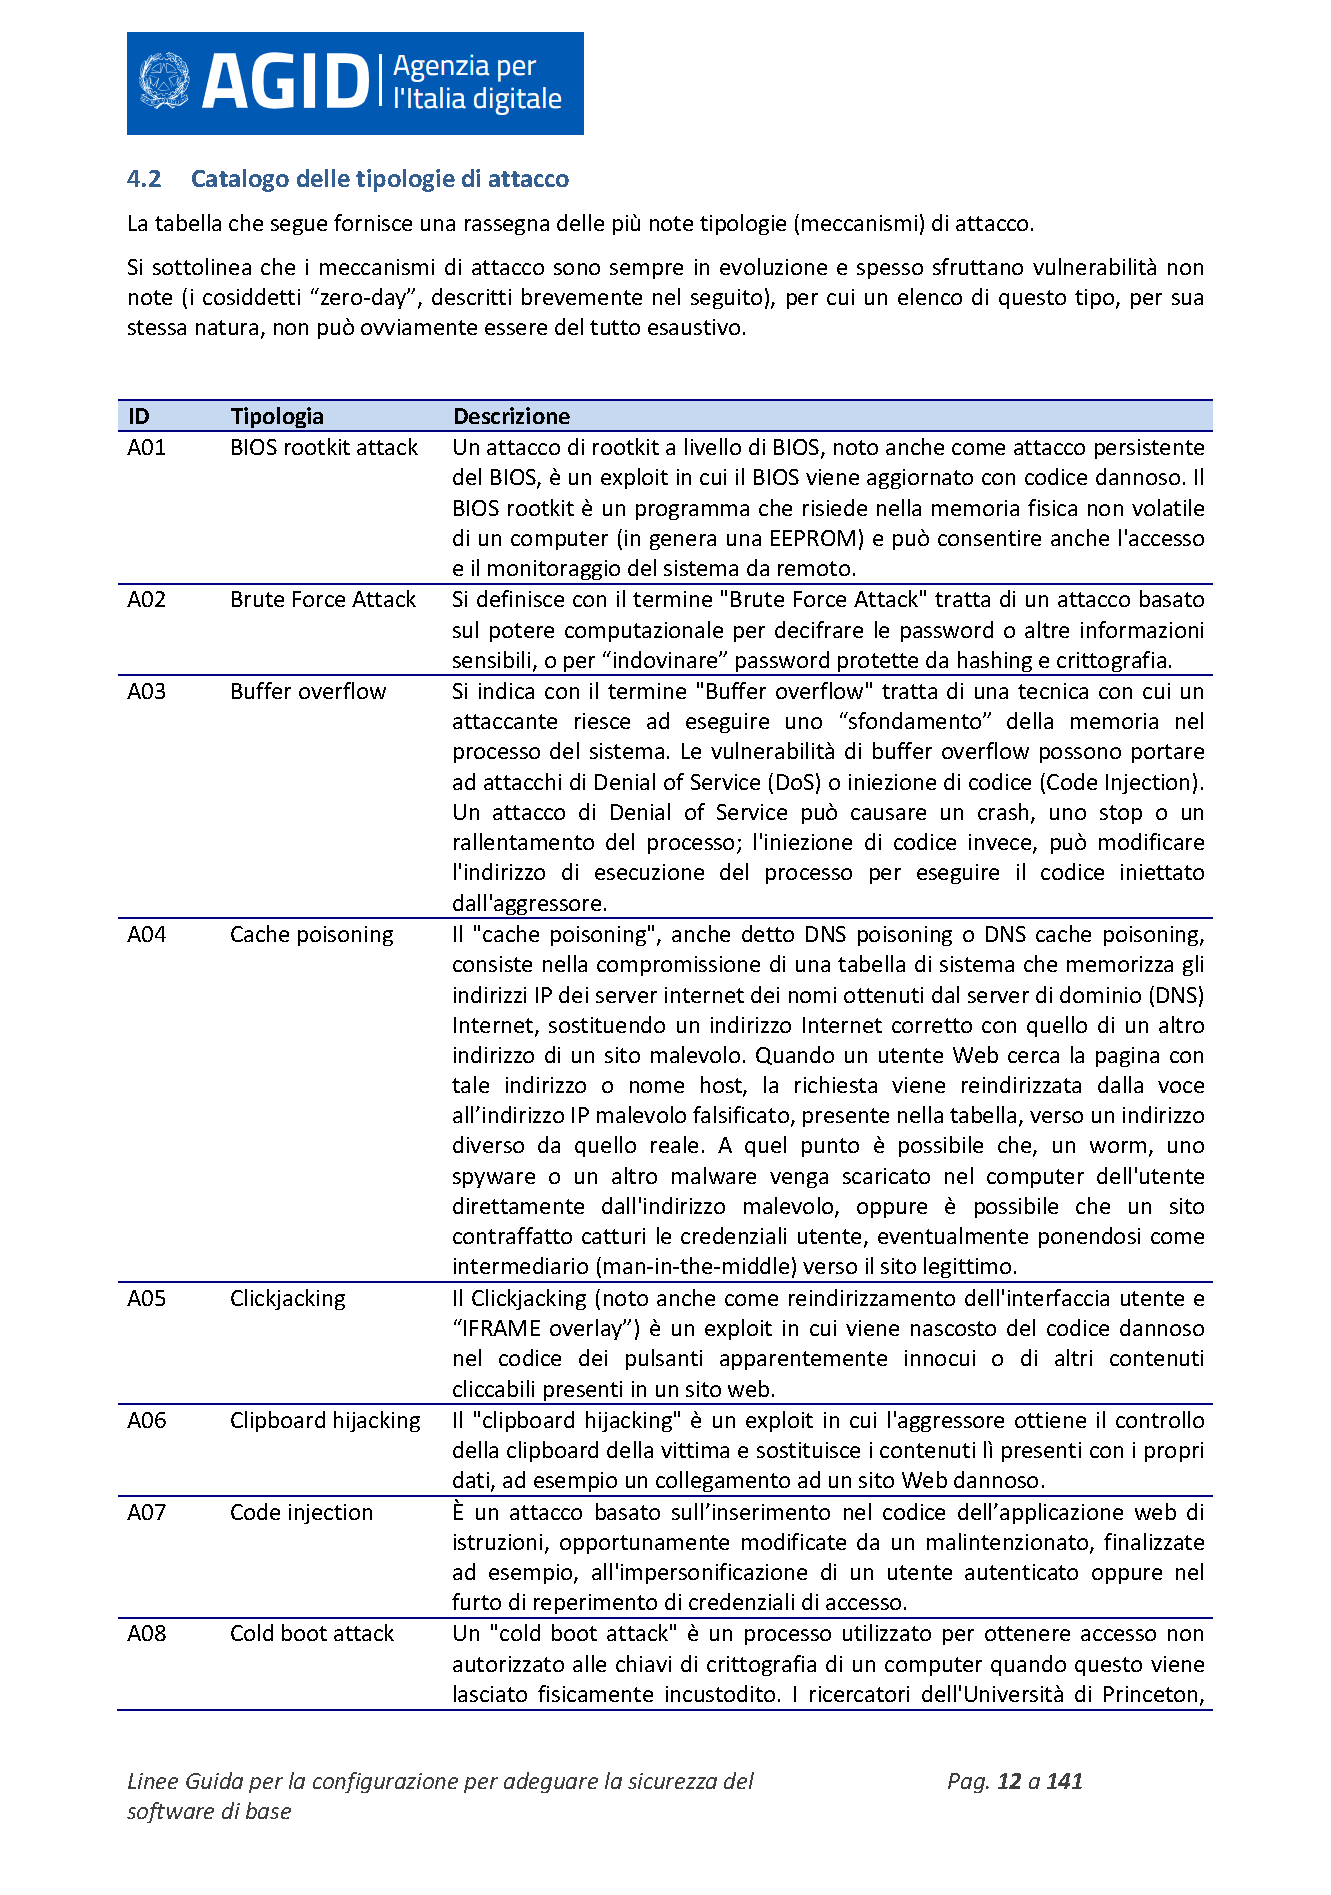 AGID Agenzia per
l'Italia digitale
4.2 Catalogo delle tipologie di attacco
La tabella che segue fornisce una rassegna delle più note tipologie (meccanismi) di attacco.
Si sottolinea che i meccanismi di attacco sono sempre in evoluzione e spesso sfruttano vulnerabilità non
note (i cosiddetti “zero-day”, descritti brevemente nel seguito), per cui un elenco di questo tipo, per sua
stessa natura, non può ovviamente essere del tutto esaustivo.
ID Tipologia Descrizione
A01 BIOS rootkit attack Un attacco di rootkit a livello di BIOS, noto anche come attacco persistente
del BIOS, è un exploit in cui il BIOS viene aggiornato con codice dannoso. Il
BIOS rootkit è un programma che risiede nella memoria fisica non volatile
di un computer (in genera una EEPROM) e può consentire anche l'accesso
e il monitoraggio del sistema da remoto.
A02 Brute Force Attack Si definisce con il termine "Brute Force Attack" tratta di un attacco basato
sul potere computazionale per decifrare le password o altre informazioni
sensibili, o per “indovinare” password protette da hashing e crittografia.
A03 Buffer overflow Si indica con il termine "Buffer overflow" tratta di una tecnica con cui un
attaccante riesce ad eseguire uno “sfondamento” della memoria nel
processo del sistema. Le vulnerabilità di buffer overflow possono portare
ad attacchi di Denial of Service (DoS) o iniezione di codice (Code Injection).
Un attacco di Denial of Service può causare un crash, uno stop o un
rallentamento del processo; l'iniezione di codice invece, può modificare
l'indirizzo di esecuzione del processo per eseguire il codice iniettato
dall'aggressore.
A04 Cache poisoning Il "cache poisoning", anche detto DNS poisoning o DNS cache poisoning,
consiste nella compromissione di una tabella di sistema che memorizza gli
indirizzi IP dei server internet dei nomi ottenuti dal server di dominio (DNS)
Internet, sostituendo un indirizzo Internet corretto con quello di un altro
indirizzo di un sito malevolo. Quando un utente Web cerca la pagina con
tale indirizzo o nome host, la richiesta viene reindirizzata dalla voce
all’indirizzo IP malevolo falsificato, presente nella tabella, verso un indirizzo
diverso da quello reale. A quel punto è possibile che, un worm, uno
spyware o un altro malware venga scaricato nel computer dell'utente
direttamente dall'indirizzo malevolo, oppure è possibile che un sito
contraffatto catturi le credenziali utente, eventualmente ponendosi come
intermediario (man-in-the-middle) verso il sito legittimo.
A05 Clickjacking Il Clickjacking (noto anche come reindirizzamento dell'interfaccia utente e
“IFRAME overlay”) è un exploit in cui viene nascosto del codice dannoso
nel codice dei pulsanti apparentemente innocui o di altri contenuti
cliccabili presenti in un sito web.
A06 Clipboard hijacking Il "clipboard hijacking" è un exploit in cui l'aggressore ottiene il controllo
della clipboard della vittima e sostituisce i contenuti lì presenti con i propri
dati, ad esempio un collegamento ad un sito Web dannoso.
A07 Code injection È un attacco basato sull’inserimento nel codice dell’applicazione web di
istruzioni, opportunamente modificate da un malintenzionato, finalizzate
ad esempio, all'impersonificazione di un utente autenticato oppure nel
furto di reperimento di credenziali di accesso.
A08 Cold boot attack Un "cold boot attack" è un processo utilizzato per ottenere accesso non
autorizzato alle chiavi di crittografia di un computer quando questo viene
lasciato fisicamente incustodito. I ricercatori dell'Università di Princeton,
Linee Guida per la configurazione per adeguare la sicurezza del Pag. 12 a 141
software di base